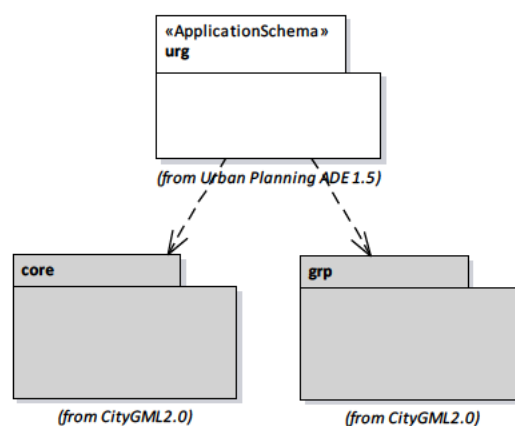 «ApplicationSchema»
urg
(from Urban Planning ADE 1.5)
core
grp
(from CityGML2.0)
(from CityGML2.0)